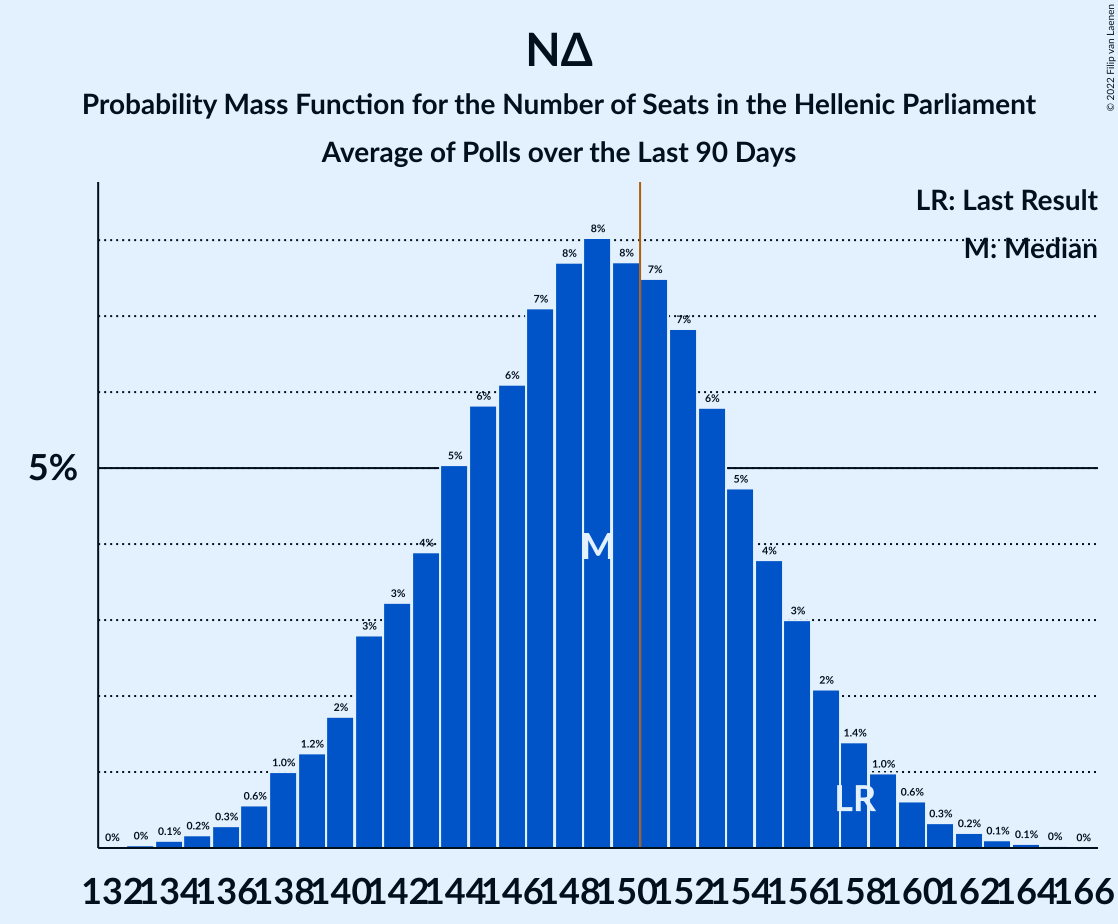 © 2022 Filip van Laenen
ΝΔ
Probability Mass Function for the Number of Seats in the Hellenic Parliament
Average of Polls over the Last 90 Days
LR: Last Result
M: Median
5%
0% 0% 0.1% 0.2% 0.3% 0.6% 1.0% 1.2% 2% 3% 3% 4% 5% 6% 6% 7% 8% 8% 8% 7% 7% 6% 5% 4% 3% 2% 1.4% 1.0% 0.6% 0.3% 0.2% 0.1% 0.1% 0% 0%
M
LR
132 134 136 138 140 142 144 146 148 150 152 154 156 158 160 162 164 166